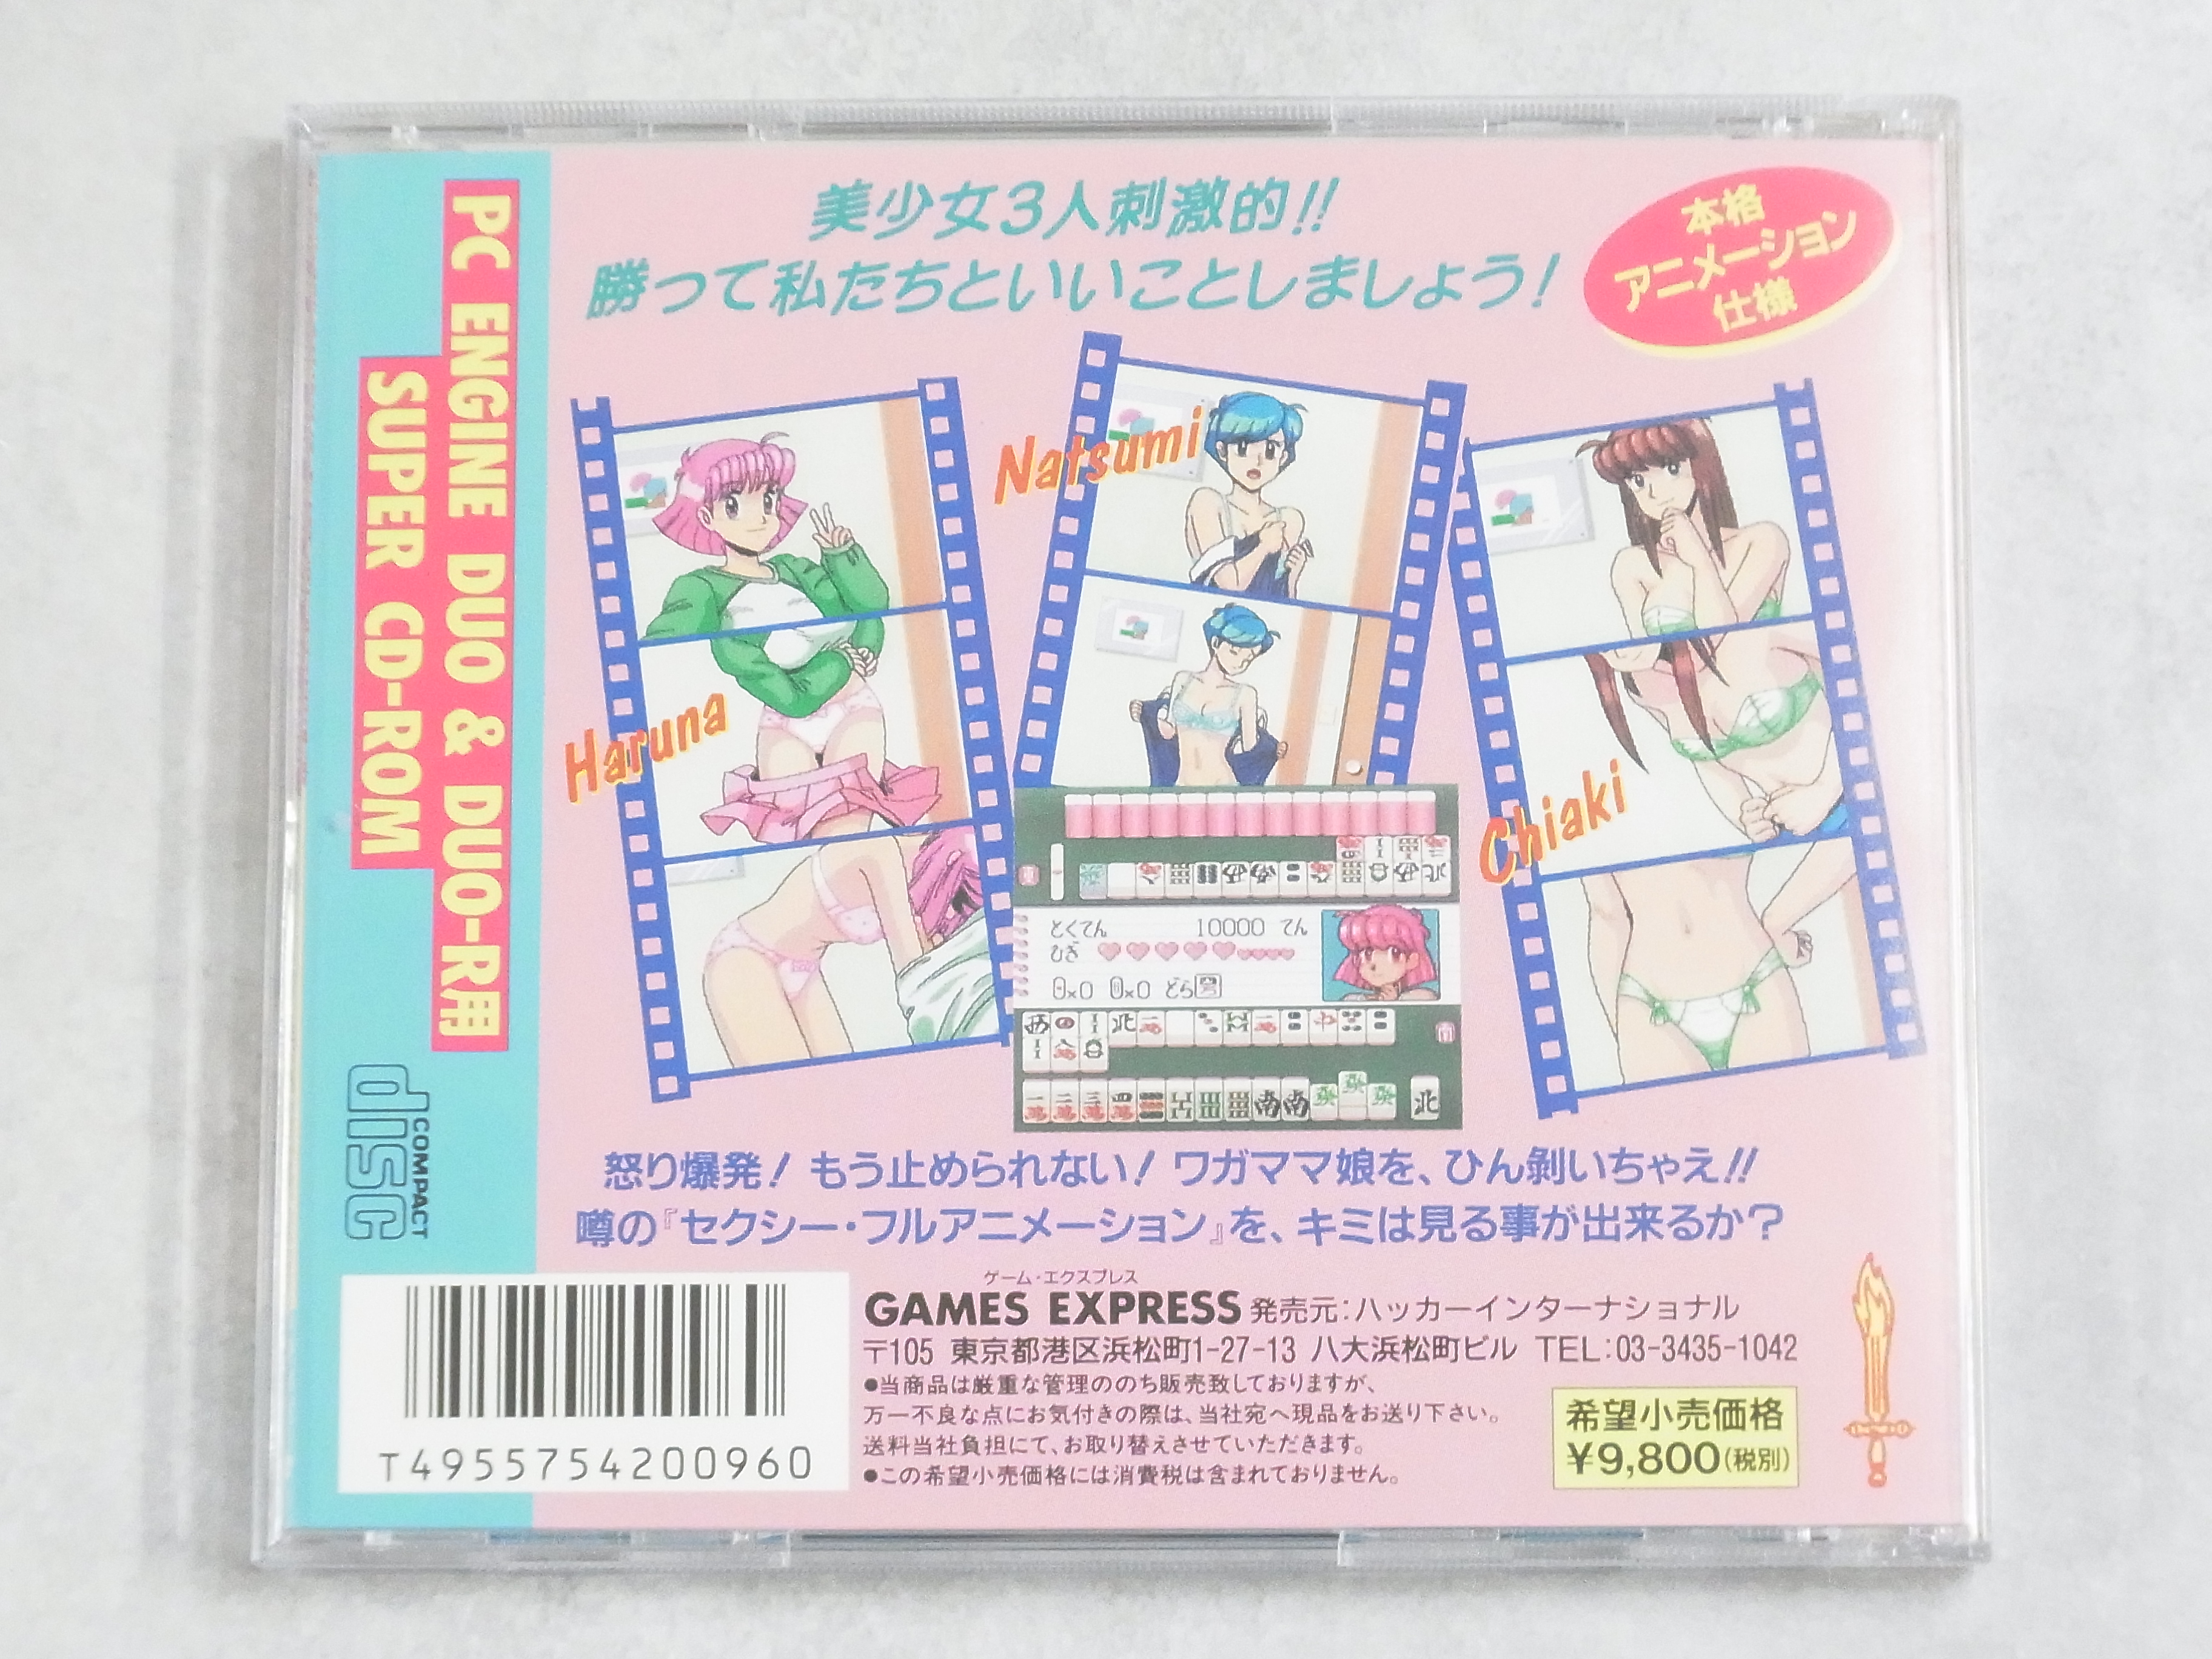 美少女3人刺激的!!
勝って私たちといいことしましょう!
本格
アニメーション
仕様
PC ENGINE DUO & DUO-R用
SUPER CD-ROM
COMPACT
disc
Haruna
Natsumi
Chiaki
とくてん 10000 てん
ひざ
×0 ×0 どら
怒り爆発! もう止められない! ワガママ娘を、ひん剝いちゃえ!!
噂の『セクシー・フルアニメーション』を、キミは見る事が出来るか?
ゲーム・エクスプレス
GAMES EXPRESS 発売元:ハッカーインターナショナル
〒105 東京都港区浜松町1-27-13 八大浜松町ビル TEL:03-3435-1042
●当商品は厳重な管理ののち販売致しておりますが、
万一不良な点にお気付きの際は、当社宛へ現品をお送り下さい。
送料当社負担にて、お取り替えさせていただきます。
●この希望小売価格には消費税は含まれておりません。
希望小売価格
¥9,800(税別)
T4955754200960